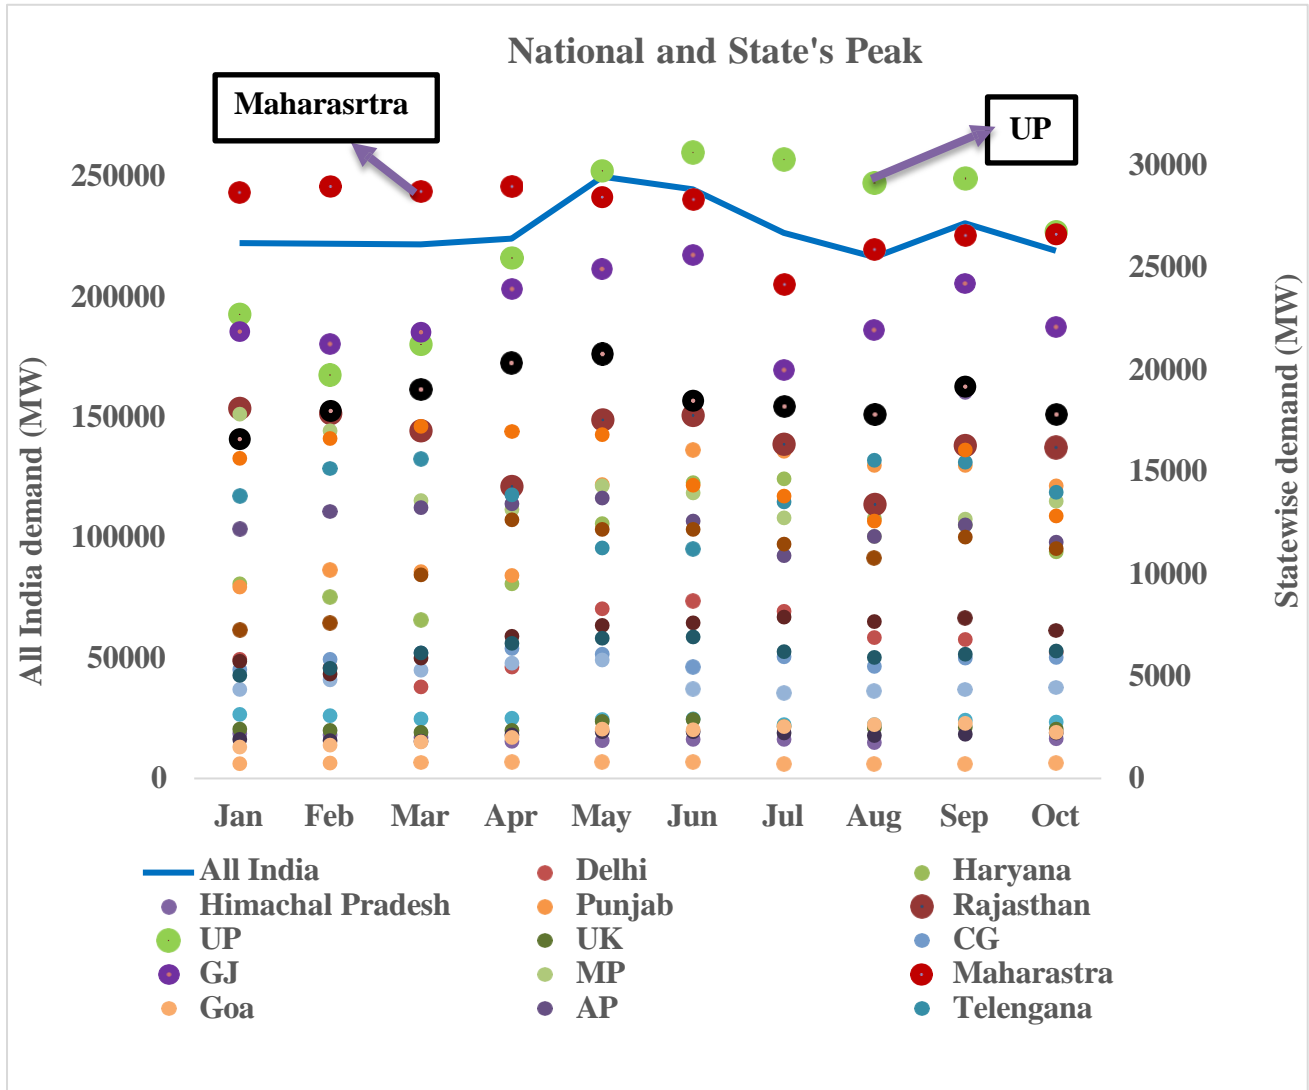 National and State's Peak
Maharasrtra
UP
All India demand (MW)
250000
200000
150000
100000
50000
0
30000
25000
20000
15000
10000
5000
0
Statewise demand (MW)
Jan Feb Mar Apr May Jun Jul Aug Sep Oct
All India Delhi Haryana
Himachal Pradesh Punjab Rajasthan
UP UK CG
GJ MP Maharastra
Goa AP Telengana